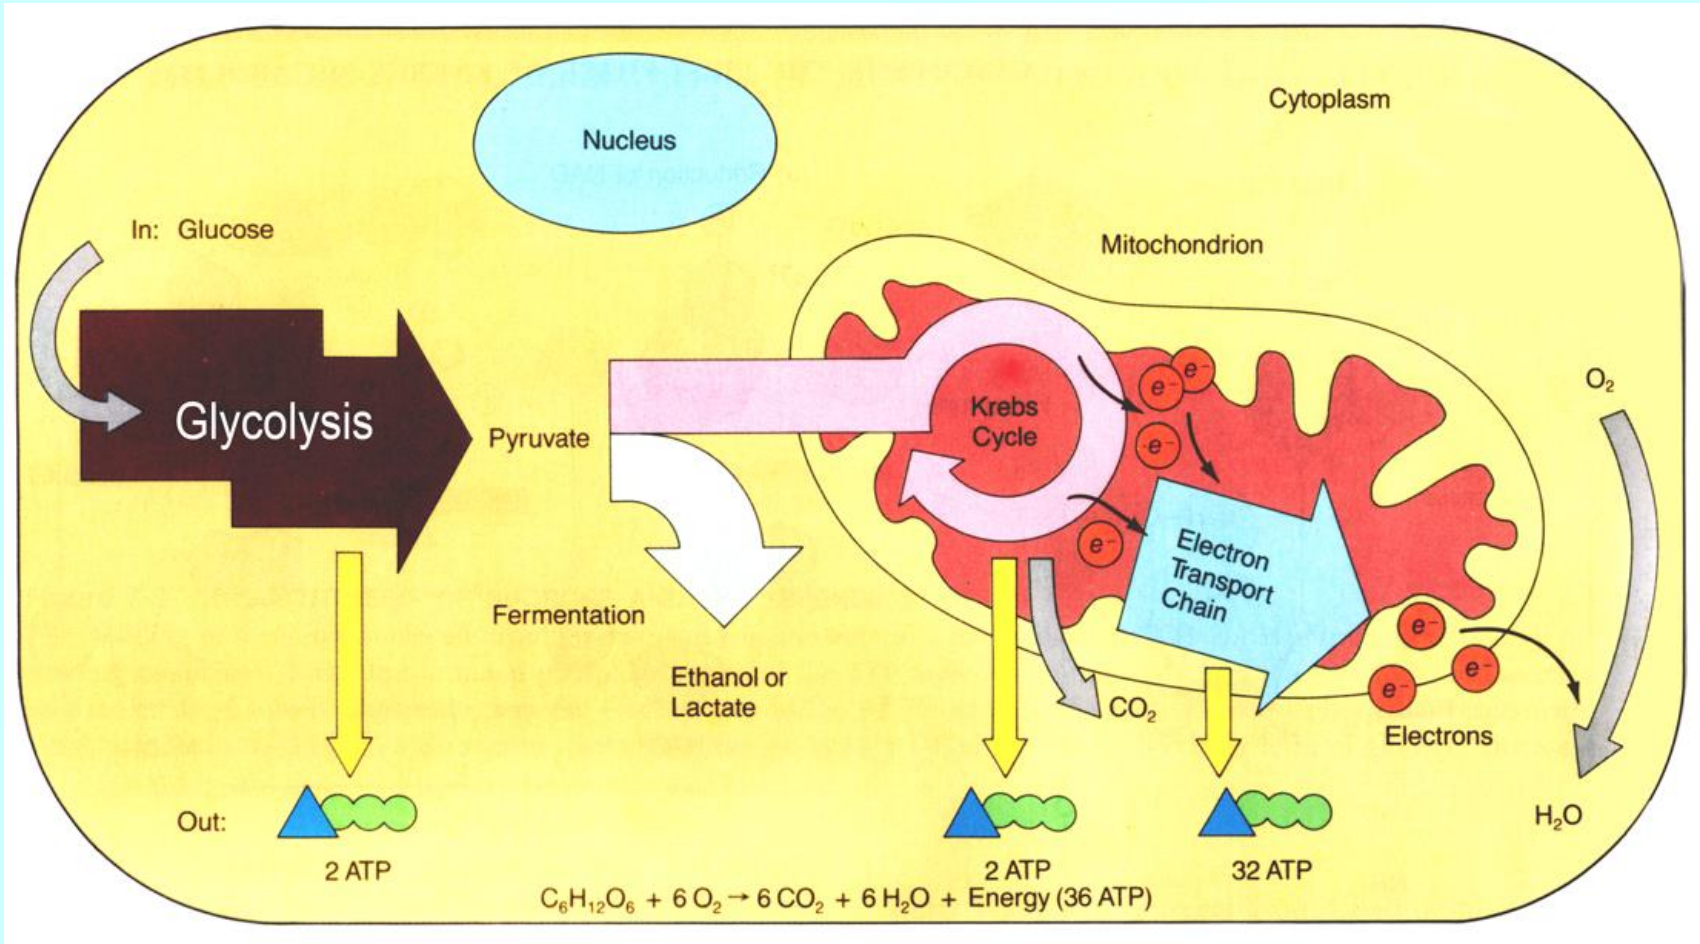 Cytoplasm
Nucleus
In: Glucose
Mitochondrion
O₂
Glycolysis
Pyruvate
Krebs
Cycle
e⁻
e⁻
e⁻
e⁻
Electron
Transport
Chain
Fermentation
Ethanol or
Lactate
e⁻
e⁻
e⁻
CO₂
Electrons
Out:
H₂O
2 ATP
2 ATP
32 ATP
C₆H₁₂O₆ + 6 O₂ → 6 CO₂ + 6 H₂O + Energy (36 ATP)